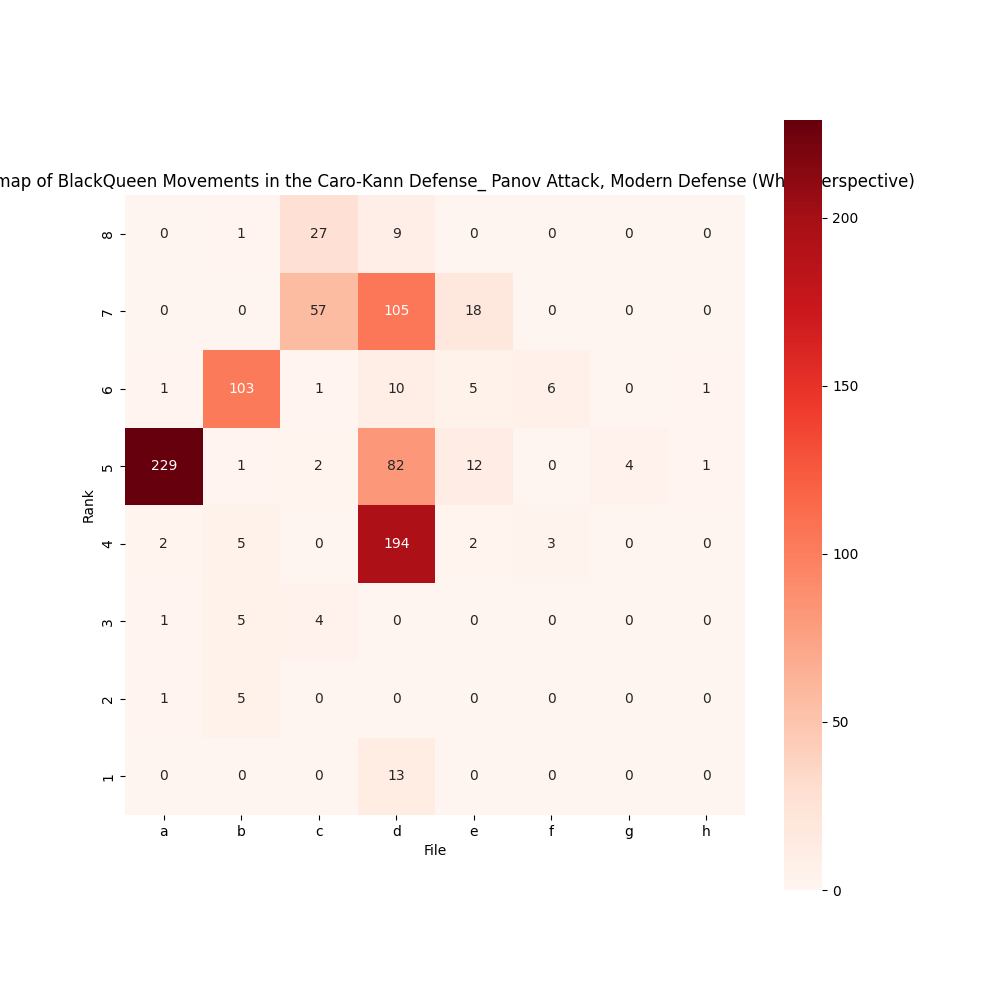 map of BlackQueen Movements in the Caro-Kann Defense_ Panov Attack, Modern Defense (Wh erspective)
8 0 1 27 9 0 0 0 0
7 0 0 57 105 18 0 0 0
6 1 103 1 10 5 6 0 1
5 229 1 2 82 12 0 4 1
4 2 5 0 194 2 3 0 0
3 1 5 4 0 0 0 0 0
2 1 5 0 0 0 0 0 0
1 0 0 0 13 0 0 0 0
a b c d e f g h
File
Rank
200
150
100
50
0